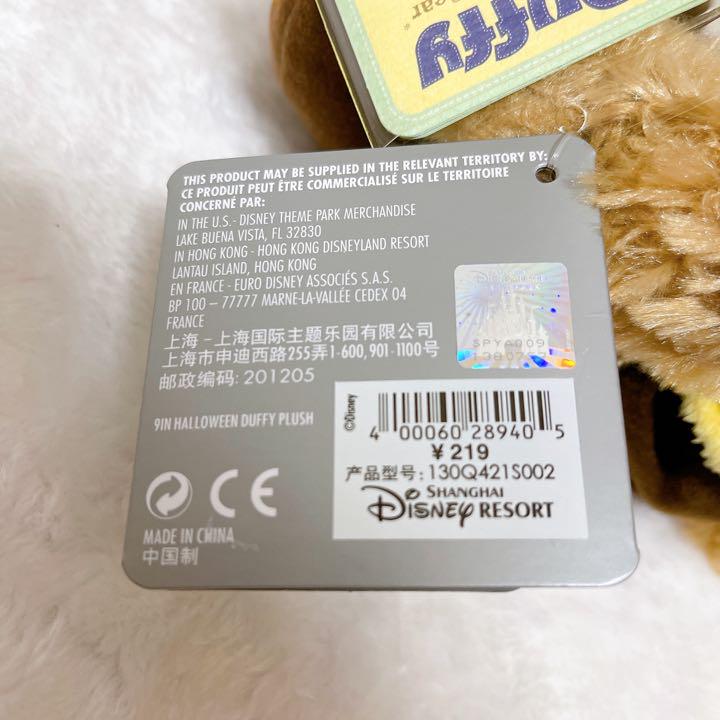 Duffy
Bear
THIS PRODUCT MAY BE SUPPLIED IN THE RELEVANT TERRITORY BY:
CE PRODUIT PEUT ÊTRE COMMERCIALISÉ SUR LE TERRITOIRE
CONCERNÉ PAR:
IN THE U.S.- DISNEY THEME PARK MERCHANDISE
LAKE BUENA VISTA, FL 32830
IN HONG KONG - HONG KONG DISNEYLAND RESORT
LANTAU ISLAND, HONG KONG
EN FRANCE - EURO DISNEY ASSOCIÉS S.A.S.
BP 100 – 77777 MARNE-LA-VALLÉE CEDEX 04
FRANCE
上海 -上海国际主题乐园有限公司
上海市申迪西路255弄1-600,901-1100号
邮政编码: 201205
SPYA009
9IN HALLOWEEN DUFFY PLUSH
©Disney
4 00060 28940 5
¥ 219
产品型号: 130Q421S002
SHANGHAI
Disney RESORT
CE
MADE IN CHINA
中国制